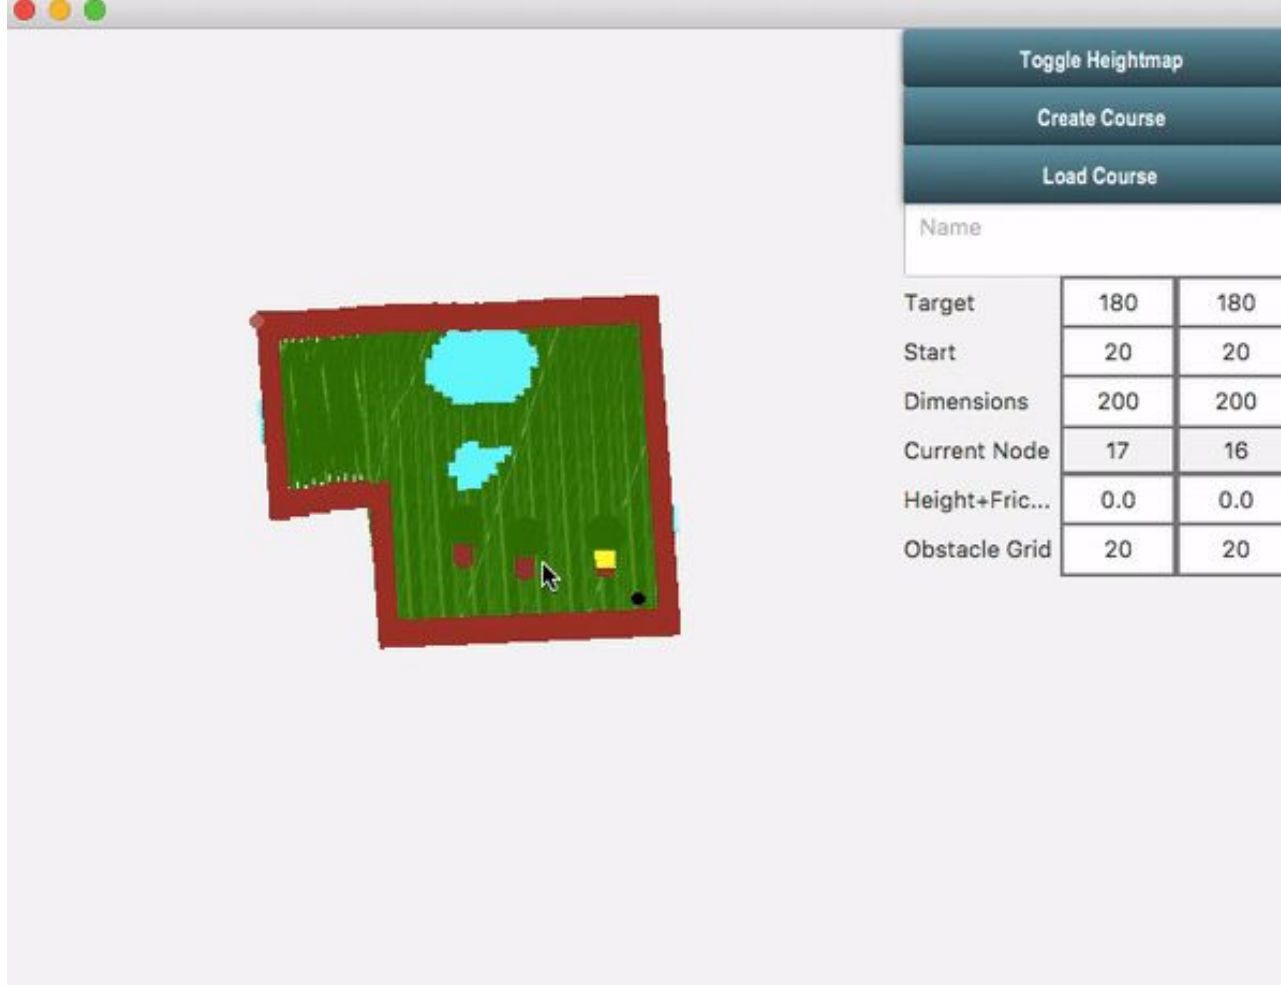 Toggle Heightmap
Create Course
Load Course
Name
Target 180 180
Start 20 20
Dimensions 200 200
Current Node 17 16
Height+Fric... 0.0 0.0
Obstacle Grid 20 20